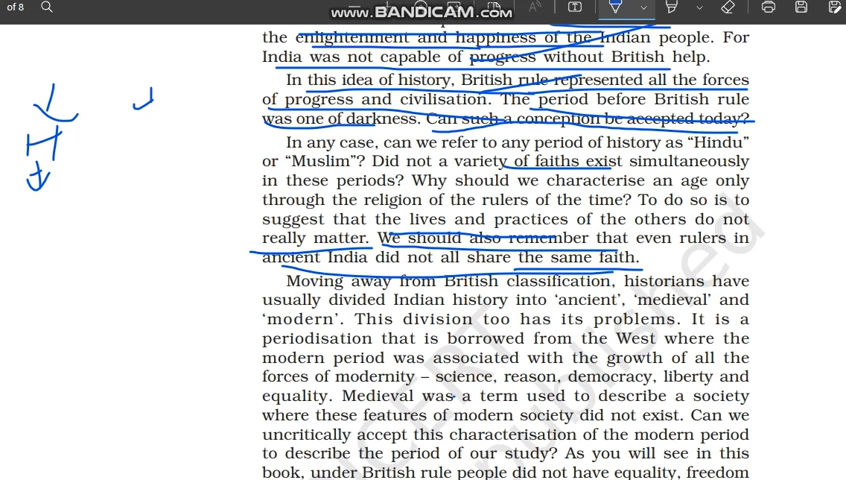 of 8
www.BANDICAM.com
the enlightenment and happiness of the Indian people. For
India was not capable of progress without British help.
In this idea of history, British rule represented all the forces
of progress and civilisation. The period before British rule
was one of darkness. Can such a conception be accepted today?
In any case, can we refer to any period of history as “Hindu”
or “Muslim”? Did not a variety of faiths exist simultaneously
in these periods? Why should we characterise an age only
through the religion of the rulers of the time? To do so is to
suggest that the lives and practices of the others do not
really matter. We should also remember that even rulers in
ancient India did not all share the same faith.
Moving away from British classification, historians have
usually divided Indian history into ‘ancient’, ‘medieval’ and
‘modern’. This division too has its problems. It is a
periodisation that is borrowed from the West where the
modern period was associated with the growth of all the
forces of modernity – science, reason, democracy, liberty and
equality. Medieval was a term used to describe a society
where these features of modern society did not exist. Can we
uncritically accept this characterisation of the modern period
to describe the period of our study? As you will see in this
book, under British rule people did not have equality, freedom
NCERT
published